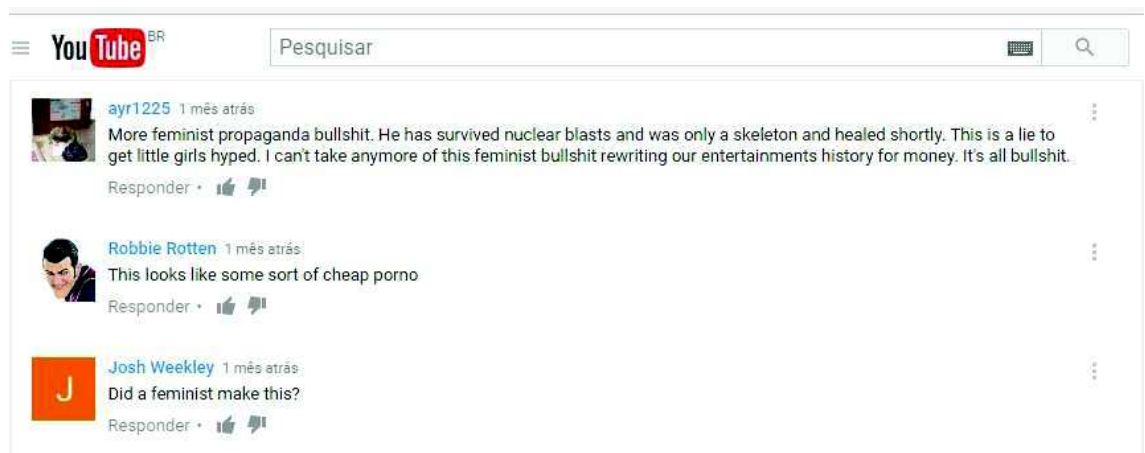 YouTube BR
Pesquisar
ayr1225 1 mês atrás
More feminist propaganda bullshit. He has survived nuclear blasts and was only a skeleton and healed shortly. This is a lie to
get little girls hyped. I can't take anymore of this feminist bullshit rewriting our entertainments history for money. It's all bullshit.
Responder •
Robbie Rotten 1 mês atrás
This looks like some sort of cheap porno
Responder •
J
Josh Weekley 1 mês atrás
Did a feminist make this?
Responder •